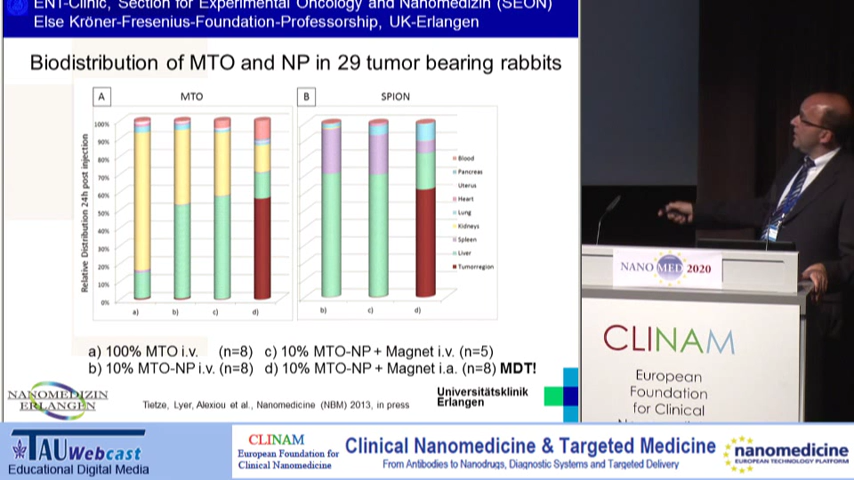 ENT-Clinic, Section for Experimental Oncology and Nanomedizin (SEON)
Else Kröner-Fresenius-Foundation-Professorship, UK-Erlangen
Biodistribution of MTO and NP in 29 tumor bearing rabbits
A
MTO
B
SPION
Relative Distribution 24h post injection
100%
90%
80%
70%
60%
50%
40%
30%
20%
10%
0%
a)
b)
c)
d)
b)
c)
d)
Blood
Pancreas
Uterus
Heart
Lung
Kidneys
Spleen
Liver
Tumorregion
a) 100% MTO i.v. (n=8) c) 10% MTO-NP + Magnet i.v. (n=5)
b) 10% MTO-NP i.v. (n=8) d) 10% MTO-NP + Magnet i.a. (n=8) MDT!
NANOMEDIZIN
ERLANGEN
Tietze, Lyer, Alexiou et al., Nanomedicine (NBM) 2013, in press
Universitätsklinik
Erlangen
NANO MED 2020
CLINAM
European
Foundation
for Clinical
TAU Webcast
Educational Digital Media
CLINAM
European Foundation for
Clinical Nanomedicine
Clinical Nanomedicine & Targeted Medicine
From Antibodies to Nanodrugs, Diagnostic Systems and Targeted Delivery
nanomedicine
EUROPEAN TECHNOLOGY PLATFORM